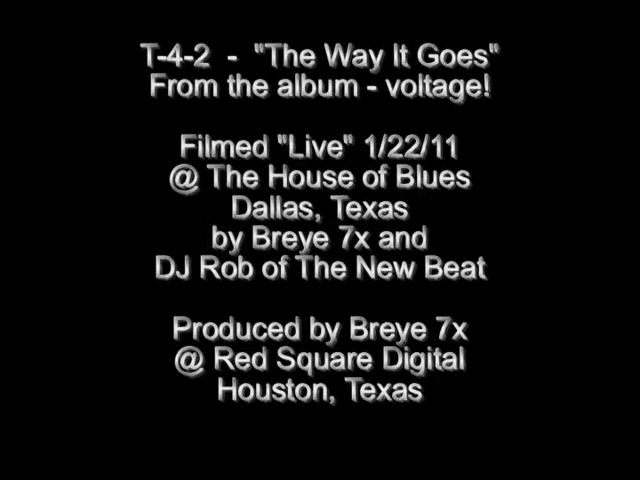 T-4-2 - "The Way It Goes"
From the album - voltage!
Filmed "Live" 1/22/11
@ The House of Blues
Dallas, Texas
by Breye 7x and
DJ Rob of The New Beat
Produced by Breye 7x
@ Red Square Digital
Houston, Texas